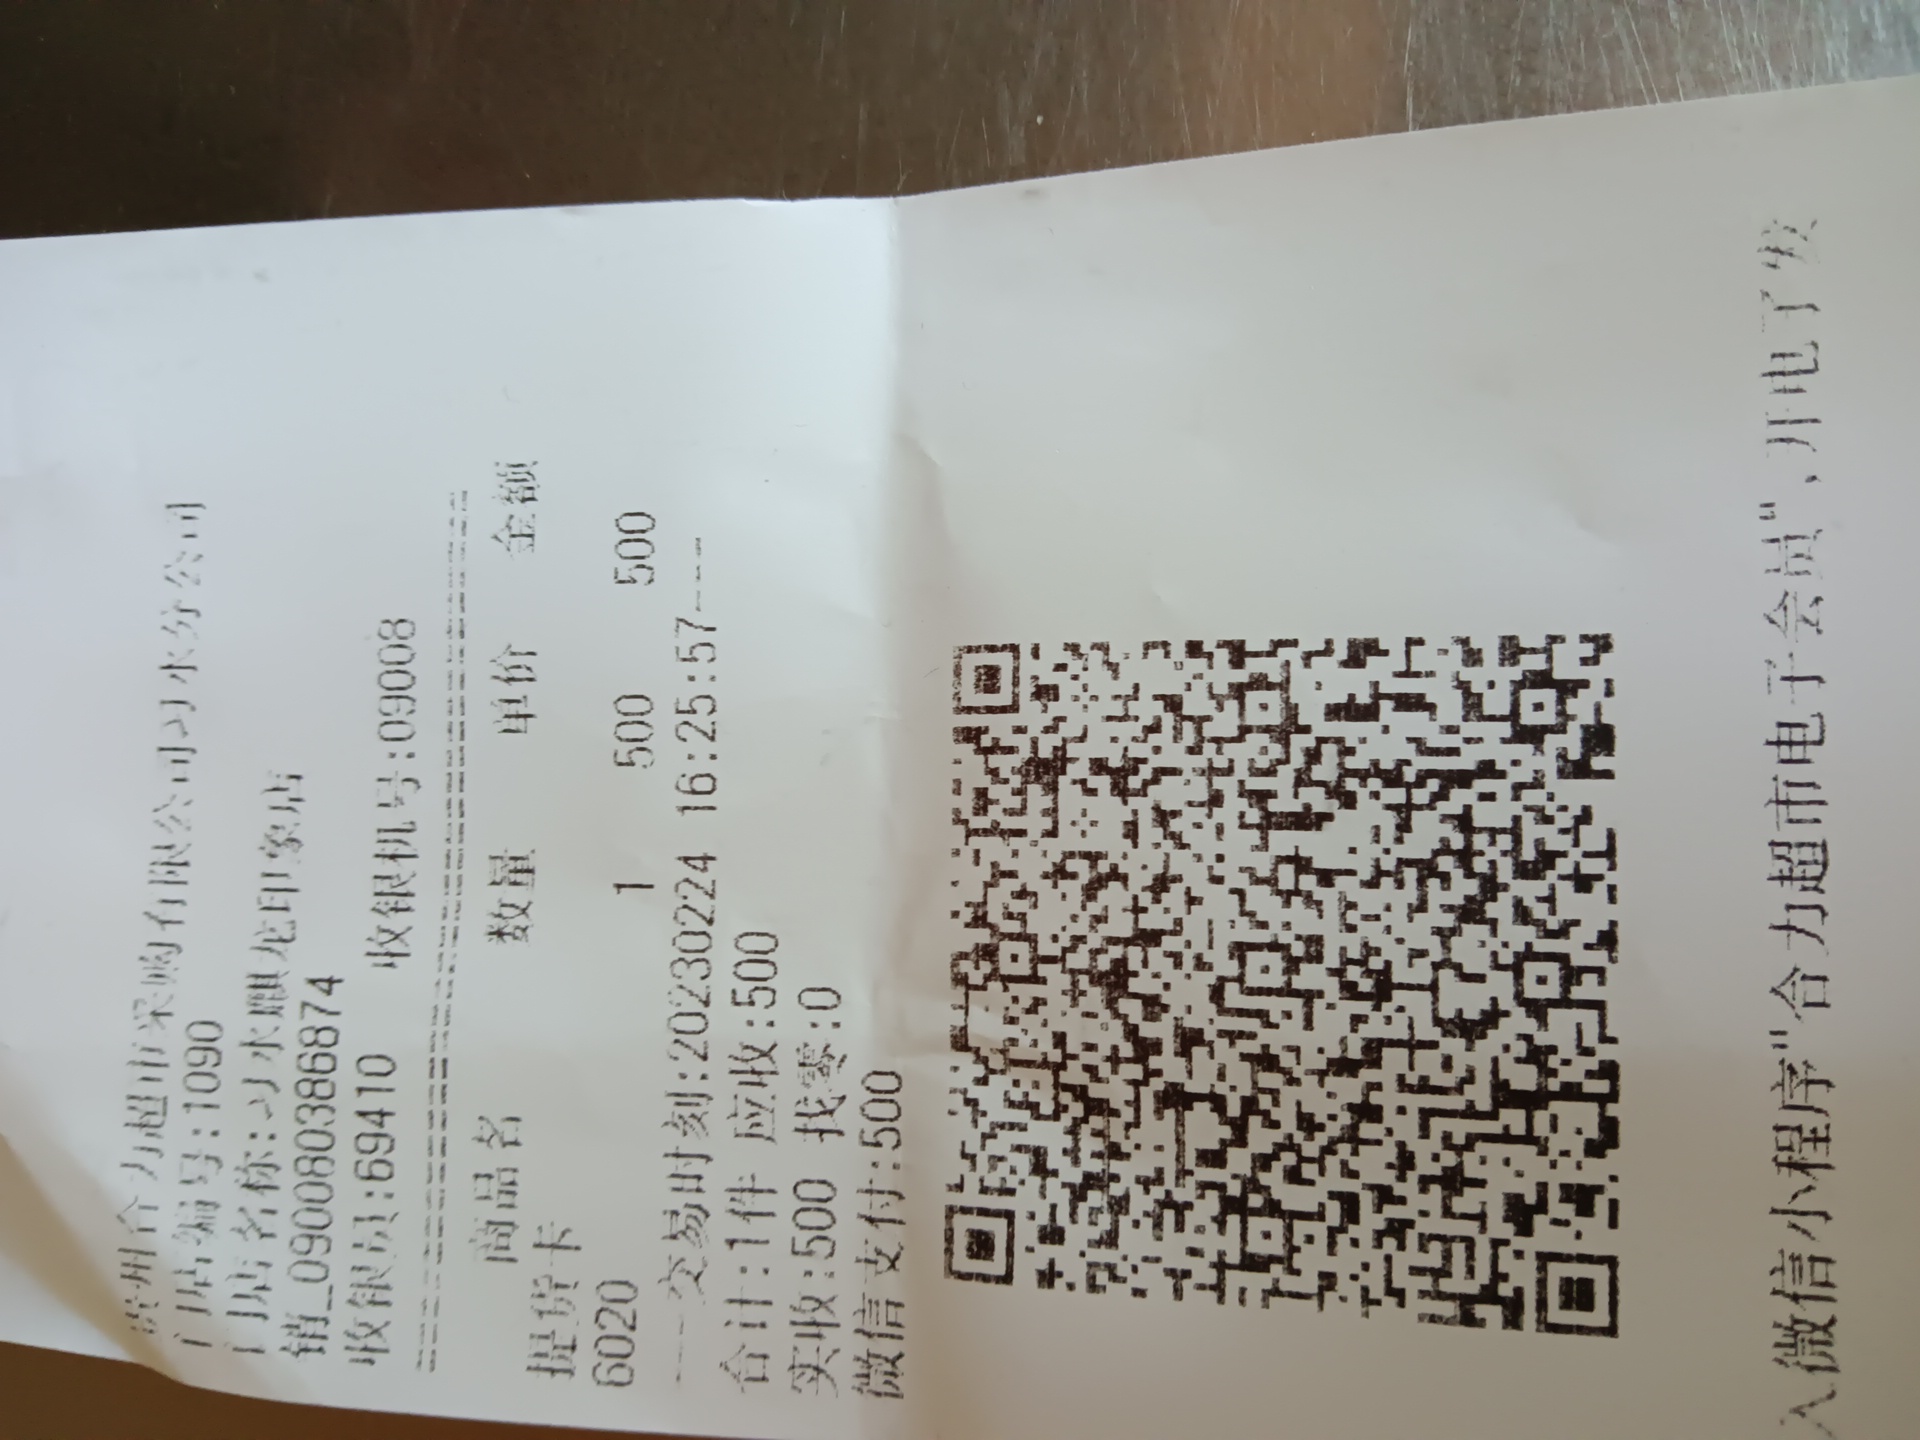 贵州合力超市采购有限公司习水分公司
门店编号:1090
门店名称:习水麒龙印象店
销_090080386874
收银员:69410 收银机号:09008
商品名 数量 单价 金额
提货卡
6020 1 500 500
----交易时刻:20230224 16:25:57----
合计:1件 应收:500
实收:500 找零:0
微信支付:500
入微信小程序"合力超市电子会员",开电子发